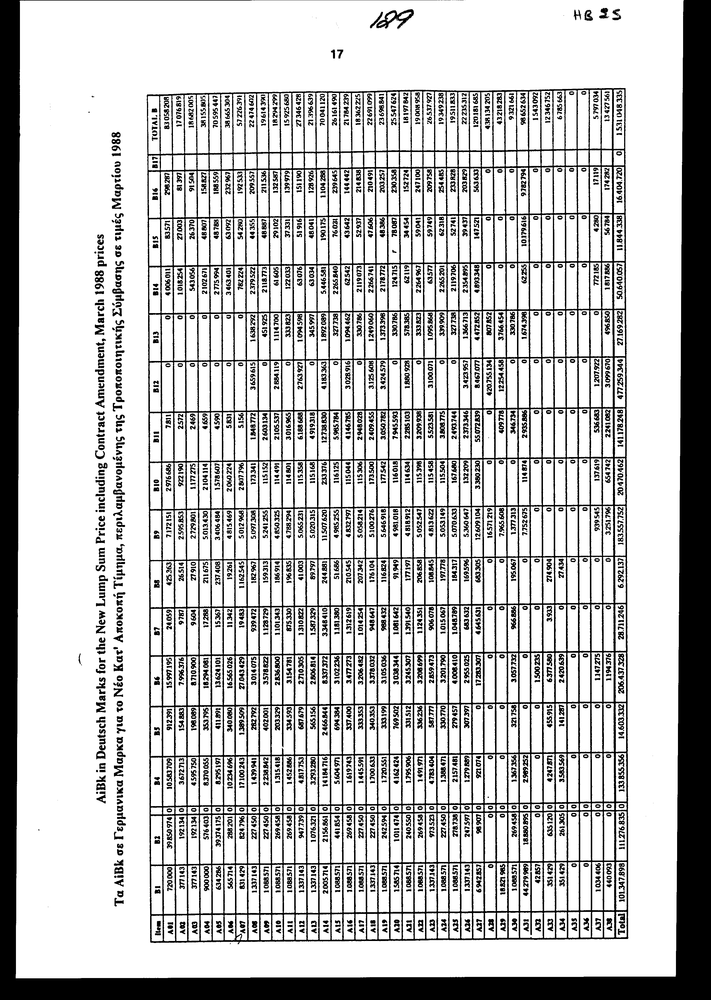 129
HB 25
17
AiBk in Deutsch Marks for the New Lump Sum Price including Contract Amendment, March 1988 prices
Τα AiBk σε Γερμανικα Μαρκα για το Νέο Κατ' Αποκοπή Τίμημα, περιλαμβανομένης της Τροποποιητικής Σύμβασης σε τιμές Μαρτίου 1988
Item B1 B2 B4 B5 B6 B7 B8 B9 B10 B11 B12 B13 B14 B15 B16 B17 TOTAL B
A01 720 000 39.850 974 0 10 583 709 912 391 15.997.195 24 059 425.363 7.172 151 2.976 686 7.811 0 0 4 006.011 83 571 298 287 83 058 208
A02 377 143 192 134 0 3.672 713 154 883 7.996 376 9 787 26 514 2.595.853 922 190 2.572 0 0 1.018 254 27.003 81 397 17 076 819
A03 377 143 192 134 0 4.595 750 198 089 8.710.900 9 604 27.910 2.729.801 1.177 275 2.469 0 0 543 056 26.370 91.504 18 682 005
A04 900 000 576 403 0 8.370 055 353 795 18.294.081 17.288 211.675 5.013.430 2 104 114 4.659 0 0 2 102.671 48 807 158.827 38 155.805
A05 634 286 39.374 175 0 8.295 197 411.891 13.624.101 15 367 237.408 3.406 484 1.578 607 4.590 0 0 2 775.994 48 788 188 559 70 595 447
A06 565 714 288 201 0 10 234 696 340.080 16.565.026 11 342 19 261 4 815.469 2 060 224 5.831 0 0 3 463 401 63 092 232 967 38 665 304
A07 831 429 824.796 0 17 100 243 1.389.509 27.043.429 19 483 1.162.545 5 012 968 2 807.796 5.156 0 0 782 224 54 280 192 533 57 226.391
A08 1 337.143 227 450 0 1.439 941 282 792 3 014 075 939.472 182.967 5.097.308 173 341 1.848.772 3 659 615 1 638 292 2.379 522 44 355 209.557 22 474 602
A09 1 088 571 227 450 0 2 238 842 402 001 3.578.822 1.128 729 159.313 5.241 255 115 152 2 603 134 0 451 925 2 118.773 48 887 211 536 19 614 390
A10 1.088 571 269 458 0 1 315.418 203 329 2 836 800 1.101 343 186.914 4 850 325 114.491 2 105.537 2 884.119 1.114 700 61 605 29.102 132 587 18 294 299
A11 1.088 571 269 458 0 1.452 886 334 593 3 154.781 875 330 196.835 4.788.294 114 801 3 016.965 0 333 823 122 033 37.331 139 979 15 925 680
A12 1 337 143 947 739 0 4.817.753 687 679 2.710.305 1 310 822 41.003 5.065.231 115.358 6.188 688 2.763 927 1 094 598 63 076 51 916 151 190 27 346 428
A13 1 337.143 1 076.321 0 3.293 280 565.156 2.806.814 1.587 329 89.797 5.020.315 115.168 4.919 318 0 345 997 63 034 48.041 128 926 21 396 639
A14 2.005 714 2 156.861 0 14 184 716 2.466.844 8.337.372 3.348 410 244 881 11.507.620 233 376 12.738.830 4.183 363 1.892 089 5.446 581 190.175 1.104 288 70 041 120
A15 1.088 571 441 854 0 5.604 971 694 384 3.102 236 1.181.380 51.686 4 985.255 116 125 5.985 784 0 327.738 2 265.840 76.021 239 645 26 161 490
A16 1.088 571 269.458 0 1.619 743 337.400 3.477.273 1.312 619 210.545 4 832.797 115 044 4.146.785 3 028.916 1.094.462 62 542 43.642 144 442 21.784 239
A17 1.088 571 227.450 0 1.445 591 333.353 3.206.482 1.014 254 207.342 5.058 214 115 306 2.948.028 0 330.786 2 119 073 52.937 214 838 18.362 225
A18 1 337.143 227 450 0 1.700 633 340.353 3.378 032 948 647 176 104 5.100 276 173 500 2.409.455 3.125.608 1.249.060 2 266.741 47.606 210 491 22 691.099
A19 1.088 571 242 594 0 1.720.551 333.199 3.105 036 988.432 116.824 5.646.918 177.542 3.050.782 3.424.579 1.373.398 2 178.772 48 386 203 257 23 698.841
A20 1.585 714 1 011 474 0 4.162.424 769.502 3 038 344 1.081 642 91.949 4 981.018 116 018 7.945.593 0 330.786 124.715 78 087 230 358 25 547 624
A21 1.088 571 240 550 0 1.795.906 331 512 3.245 307 1.391.540 177.197 4 818.912 114 634 2.285 103 1.880 928 578.385 62 119 34 454 152 724 18 197 842
A22 1.088 571 269 458 0 1.491.971 336.236 3 208 699 1.124 351 206.858 5.052.547 115 398 3.209.938 0 333.823 2 264 967 59 041 247 100 19 008 958
A23 1 337.143 973 523 0 4.783.404 587 777 2 859.473 906 078 108.845 4.813 622 115 458 5.523.581 3.100.071 1.095.868 63577 59.749 209 758 26.537.927
A24 1.088 571 227.450 0 1.388.471 330.770 3.201.790 1.015 067 197.778 5.053.149 115.504 3.808.775 0 339.909 2 265 201 62 318 254.485 19 349 238
A25 1.088 571 278.738 0 2.157.481 279 457 4 008 410 1.048 789 184.317 5.070.633 167.680 2.493.744 0 327.738 2.119.706 52 741 233.828 19 511 833
A26 1 337.143 247 597 0 1.279 889 307.397 2.955 025 683 632 169.596 5.360 647 132 209 2 373.346 3.423.957 1.366.713 2 354 895 39 437 203 829 22 235 312
A27 6.942.857 98.907 0 921.074 0 17.283.307 4.645.631 683.305 12.609.104 3 380 230 55.072.839 8.467.077 4.472 852 4.893.348 147.521 563 633 120 181 685
A28 0 0 0 0 0 0 0 0 16.571 219 0 0 420.755.134 807.852 0 0 0 438 134 205
A29 18.821.985 0 0 0 0 0 0 0 7.965.608 0 409.778 12.254.458 3.766.454 0 0 0 43 218 283
A30 1 088 571 269.458 0 1.367.356 321.758 3.057.732 966 886 195.067 1.377.313 0 346.734 0 330.786 0 0 0 9 321 661
A31 44 279.989 18.880 895 0 2.989 252 0 0 0 0 7.752 675 114 874 2.935.886 0 1.674.398 62 255 10.179.616 9.782 794 98 652 634
A32 42 857 0 0 0 0 1.500 235 0 0 0 0 0 0 0 0 0 1 543 092
A33 351 429 635.120 0 4.247.871 455.915 6.377.580 3.933 274.904 0 0 0 0 0 0 0 12 346 752
A34 351 429 261.305 0 3.583 569 141 287 2.420 639 0 27.434 0 0 0 0 0 0 0 6 785 663
A35 0 0 0 0 0 0 0 0 0 0 0 0 0 0 0 0 0
A36 0 0 0 0 0 0 0 0 0 0 0 0 0 0 0 0 0
A37 1 034 406 0 0 0 0 1.147 275 0 0 939 545 137.619 536 683 1.207.922 0 772 185 4 280 17.119 5 797 034
A38 440 093 0 0 0 0 1.194 376 0 0 3.251.796 654 742 2.241 082 3 099 670 496.850 1 817 886 56 784 174 282 13 427 561
Total 101.347.898 111.276.835 0 133.855.356 14.603.332 206.437.328 28.711.246 6.292.137 183.557.752 20.470.462 141.178.248 477.259.344 27.169.282 50.640.057 11.844.338 16.404.720 0 1.531 048.335